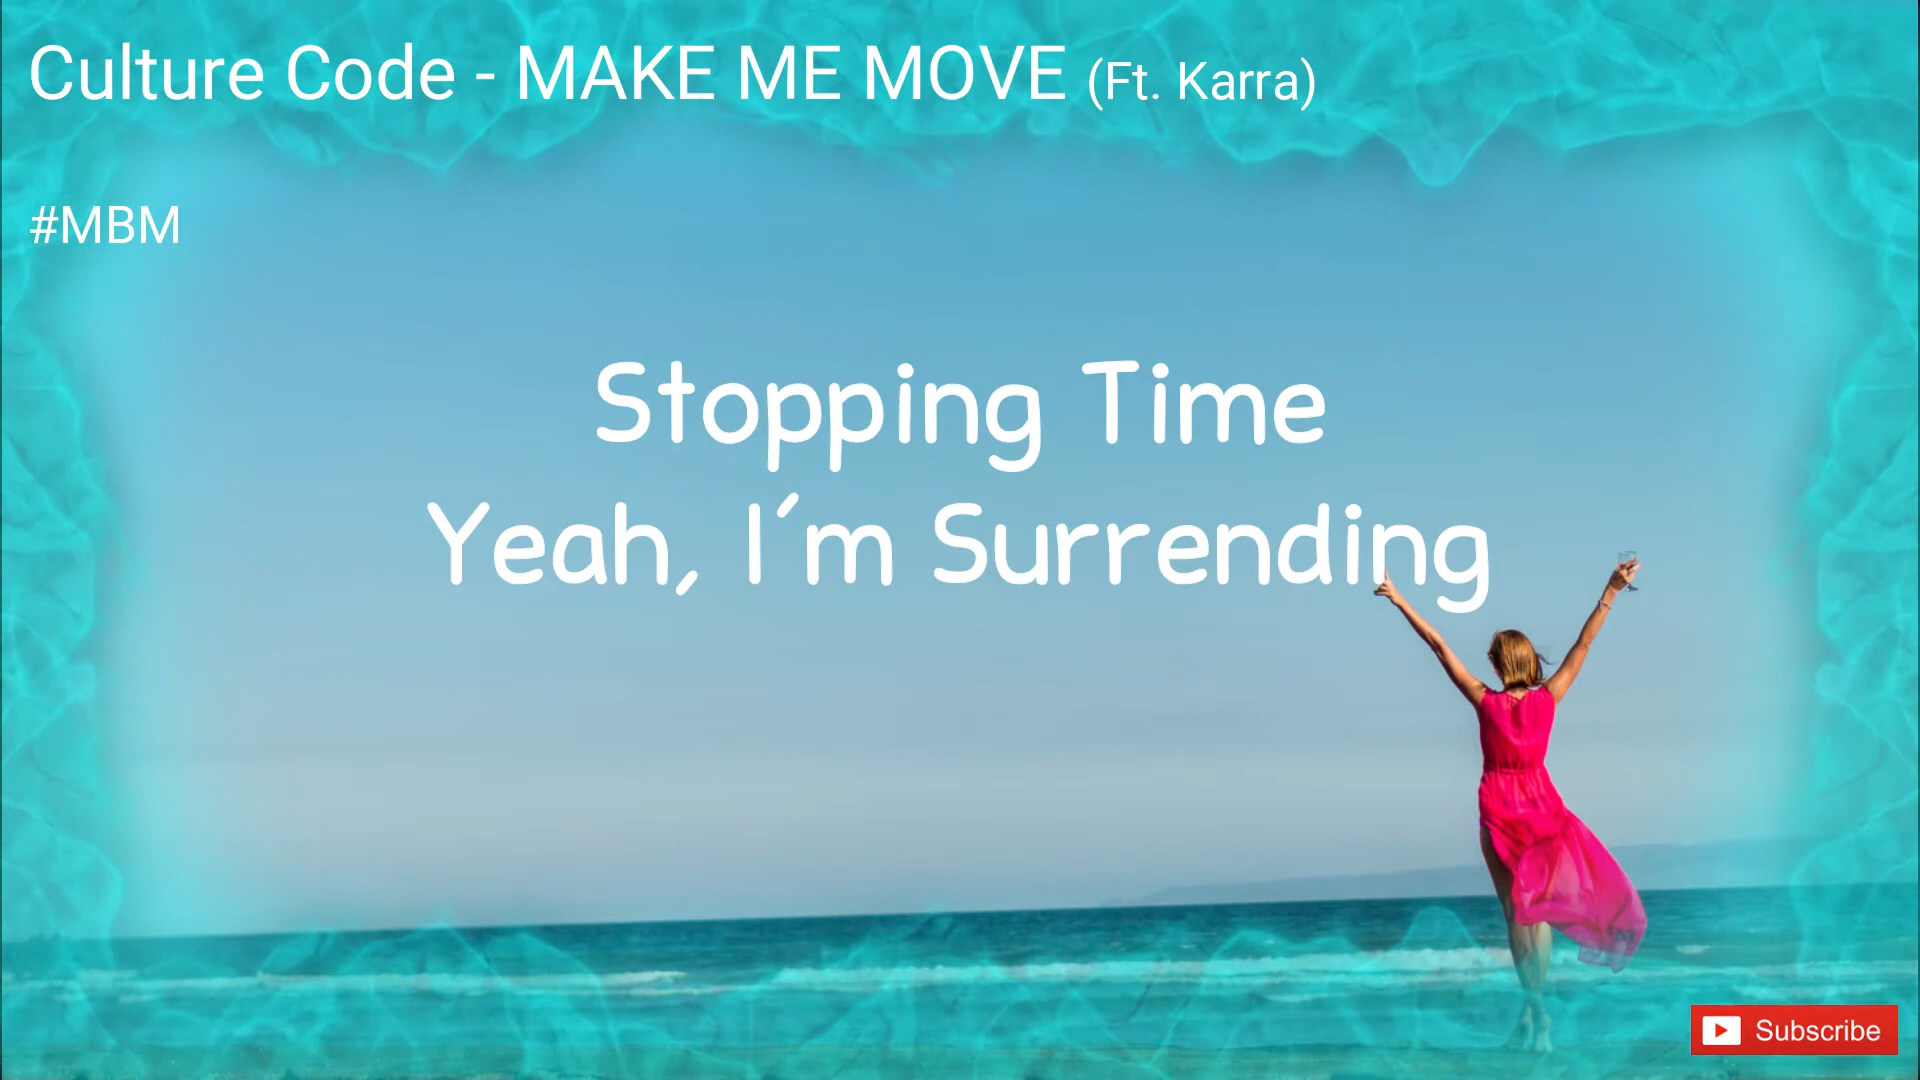 Culture Code - MAKE ME MOVE (Ft. Karra)
#MBM
Stopping Time
Yeah, I´m Surrending
Subscribe